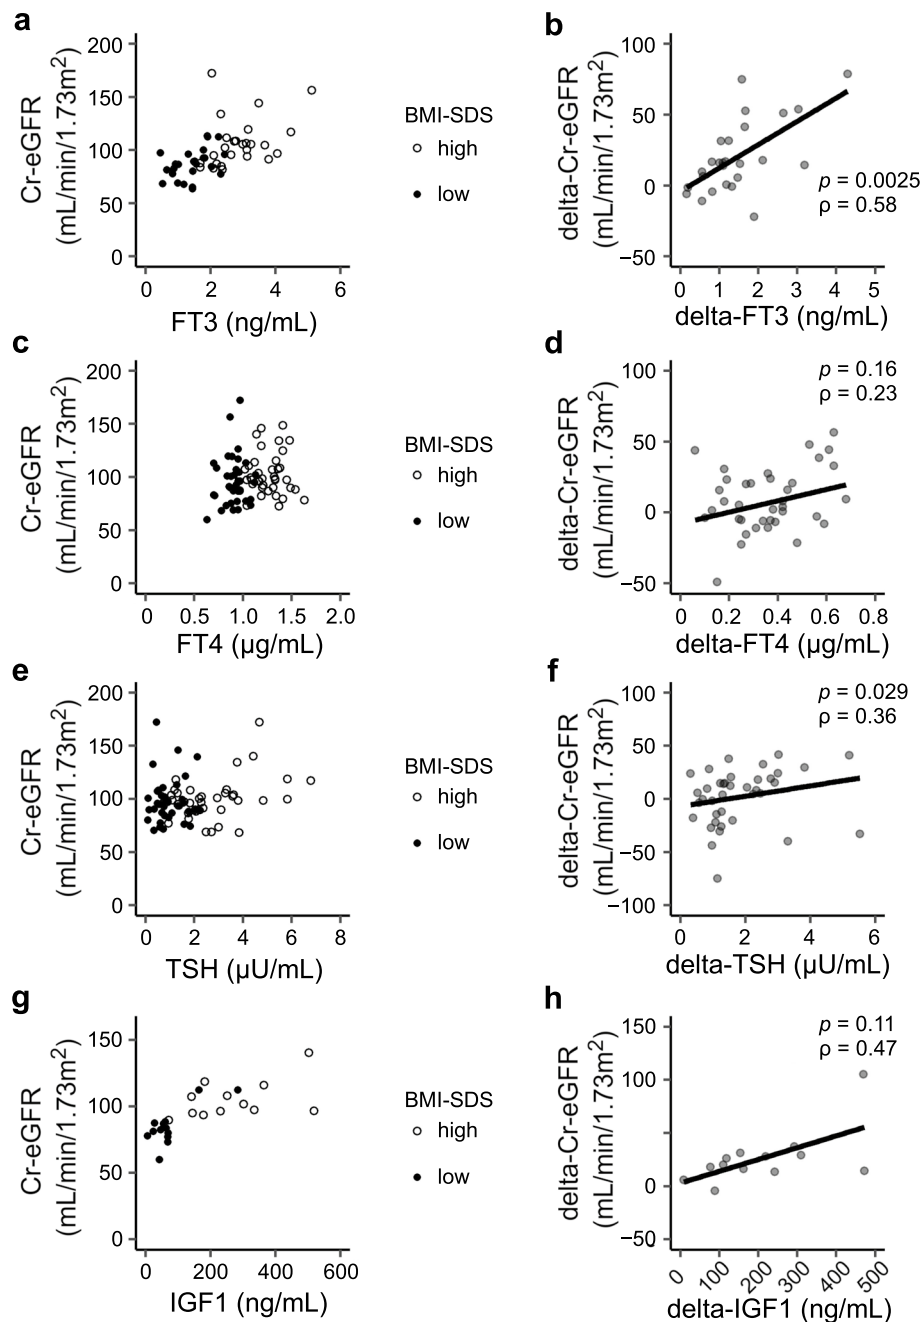 a
Cr-eGFR
(mL/min/1.73m²)
200
150
100
50
0
0 2 4 6
FT3 (ng/mL)
BMI-SDS
high
low
b
delta-Cr-eGFR
(mL/min/1.73m²)
100
50
0
−50
0 1 2 3 4 5
delta-FT3 (ng/mL)
p = 0.0025
ρ = 0.58
c
Cr-eGFR
(mL/min/1.73m²)
200
150
100
50
0
0 0.5 1.0 1.5 2.0
FT4 (μg/mL)
BMI-SDS
high
low
d
delta-Cr-eGFR
(mL/min/1.73m²)
100
50
0
−50
0 0.2 0.4 0.6 0.8
delta-FT4 (μg/mL)
p = 0.16
ρ = 0.23
e
Cr-eGFR
(mL/min/1.73m²)
200
150
100
50
0
0 2 4 6 8
TSH (μU/mL)
BMI-SDS
high
low
f
delta-Cr-eGFR
(mL/min/1.73m²)
100
50
0
−50
−100
0 2 4 6
delta-TSH (μU/mL)
p = 0.029
ρ = 0.36
g
Cr-eGFR
(mL/min/1.73m²)
150
100
50
0
0 200 400 600
IGF1 (ng/mL)
BMI-SDS
high
low
h
delta-Cr-eGFR
(mL/min/1.73m²)
150
100
50
0
−50
0 100 200 300 400 500
delta-IGF1 (ng/mL)
p = 0.11
ρ = 0.47